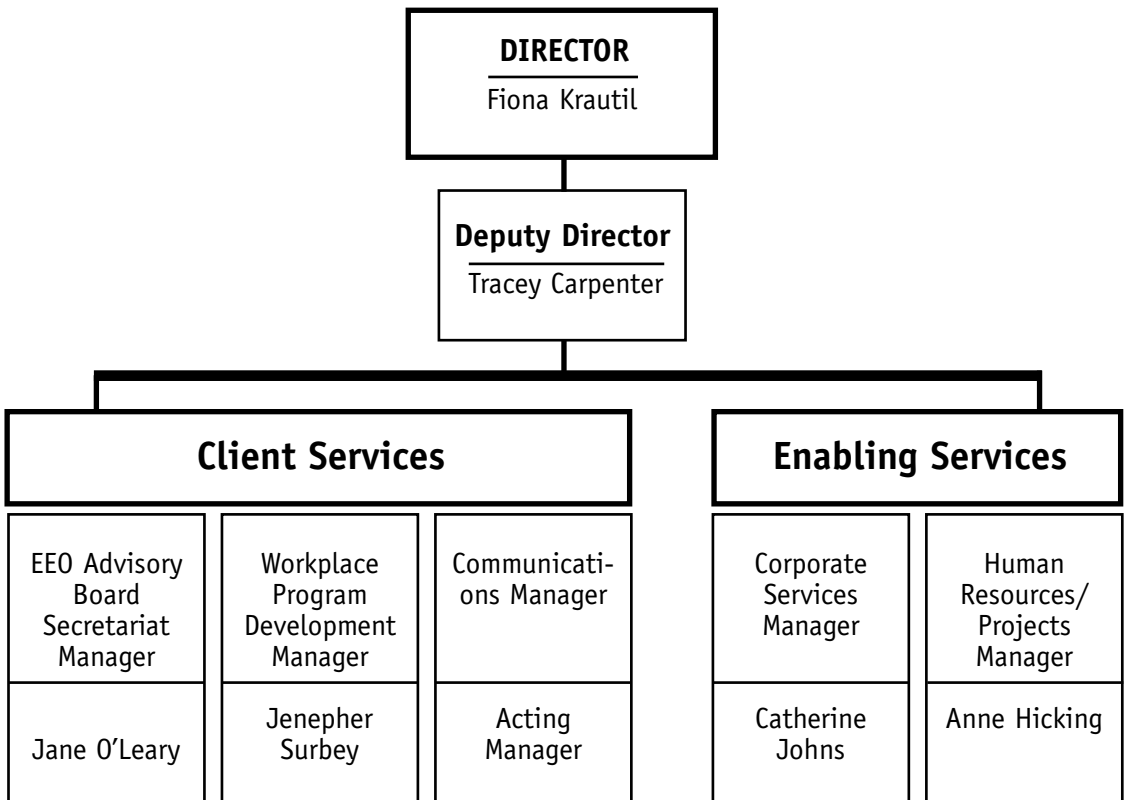 DIRECTOR
Fiona Krautil
Deputy Director
Tracey Carpenter
Client Services
Enabling Services
EEO Advisory
Board
Secretariat
Manager
Jane O’Leary
Workplace
Program
Development
Manager
Jenepher
Surbey
Communicati-
ons Manager
Acting
Manager
Corporate
Services
Manager
Catherine
Johns
Human
Resources/
Projects
Manager
Anne Hicking